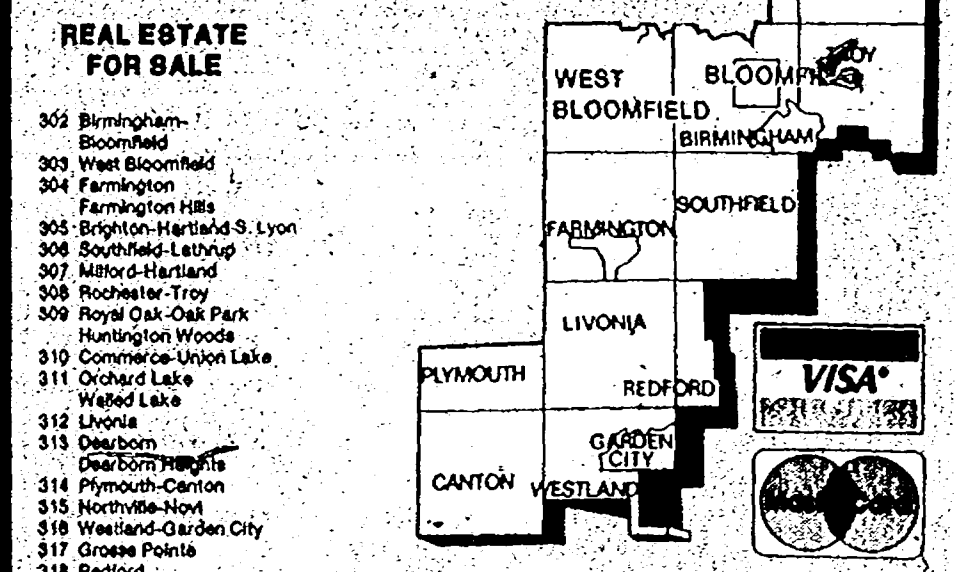 REAL ESTATE
FOR SALE
302 Birmingham-
Bloomfield
303 West Bloomfield
304 Farmington
Farmington Hills
305 Brighton-Hartland-S. Lyon
306 Southfield-Lathrup
307 Milford-Hartland
308 Rochester-Troy
309 Royal Oak-Oak Park
Huntington Woods
310 Commerce-Union Lake
311 Orchard Lake
Walled Lake
312 Livonia
313 Dearborn
Dearborn Heights
314 Plymouth-Canton
315 Northville-Novi
316 Westland-Garden City
317 Grosse Pointe
318 Redford
TROY
WEST
BLOOMFIELD
BLOOMFI
BIRMINGHAM
SOUTHFIELD
FARMINGTON
LIVONIA
PLYMOUTH
REDFORD
GARDEN
CITY
CANTON
WESTLAND
VISA®
MasterCard